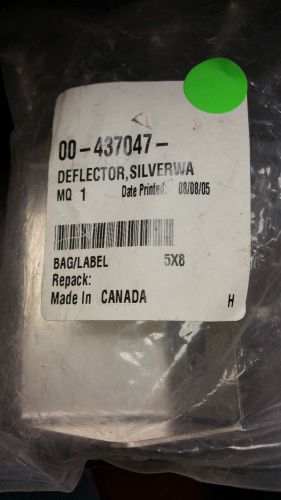 00-437047-
DEFLECTOR,SILVERWA
MQ 1 Date Printed: 08/08/05
BAG/LABEL 5X8
Repack:
Made In CANADA H